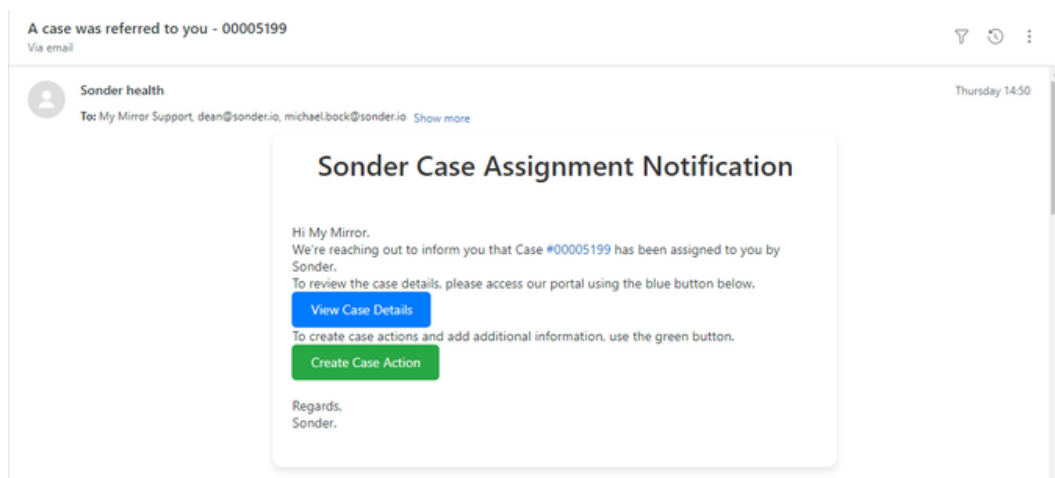 A case was referred to you - 00005199
Via email
Sonder health
Thursday 14:50
To: My Mirror Support, dean@sonder.io, michael.bock@sonder.io Show more
Sonder Case Assignment Notification
Hi My Mirror.
We're reaching out to inform you that Case #00005199 has been assigned to you by
Sonder.
To review the case details, please access our portal using the blue button below.
View Case Details
To create case actions and add additional information, use the green button.
Create Case Action
Regards,
Sonder.